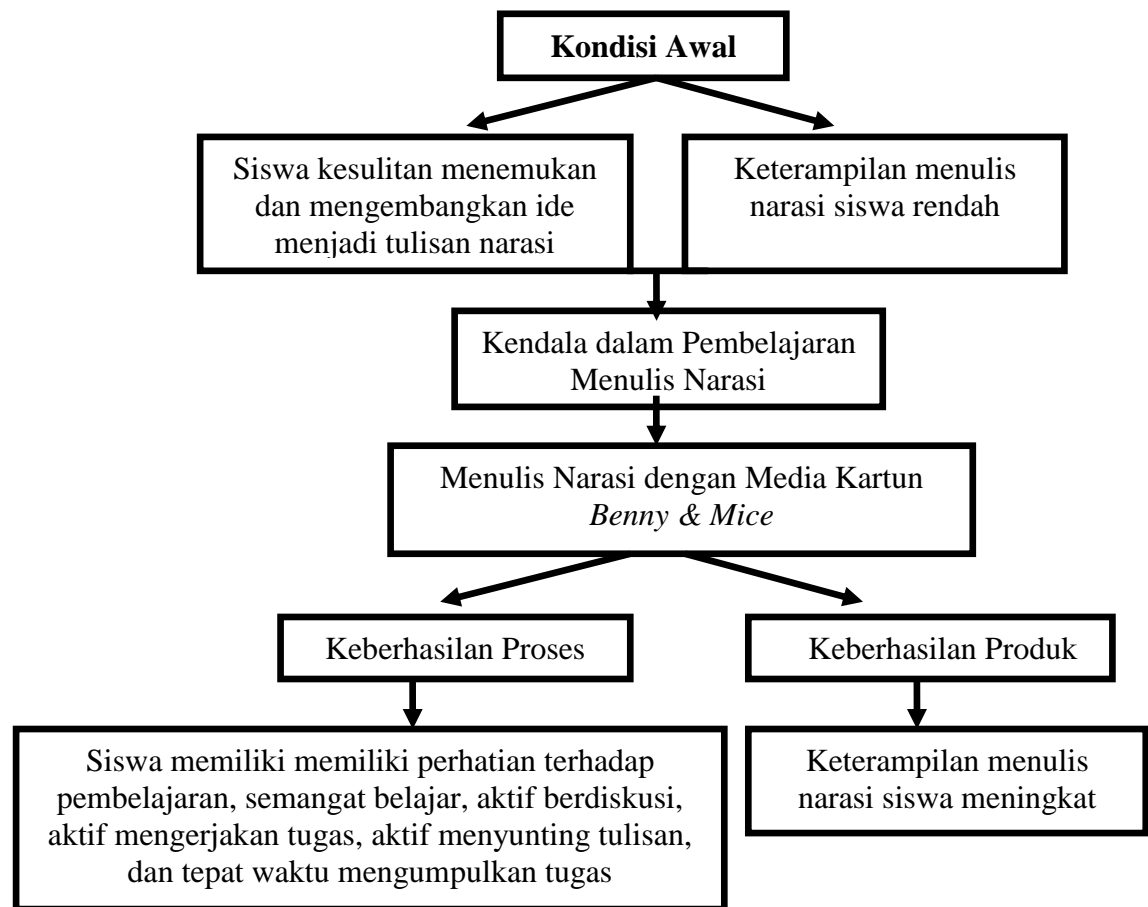 Kondisi Awal
Siswa kesulitan menemukan
dan mengembangkan ide
menjadi tulisan narasi
Keterampilan menulis
narasi siswa rendah
Kendala dalam Pembelajaran
Menulis Narasi
Menulis Narasi dengan Media Kartun
Benny & Mice
Keberhasilan Proses
Keberhasilan Produk
Siswa memiliki memiliki perhatian terhadap
pembelajaran, semangat belajar, aktif berdiskusi,
aktif mengerjakan tugas, aktif menyunting tulisan,
dan tepat waktu mengumpulkan tugas
Keterampilan menulis
narasi siswa meningkat